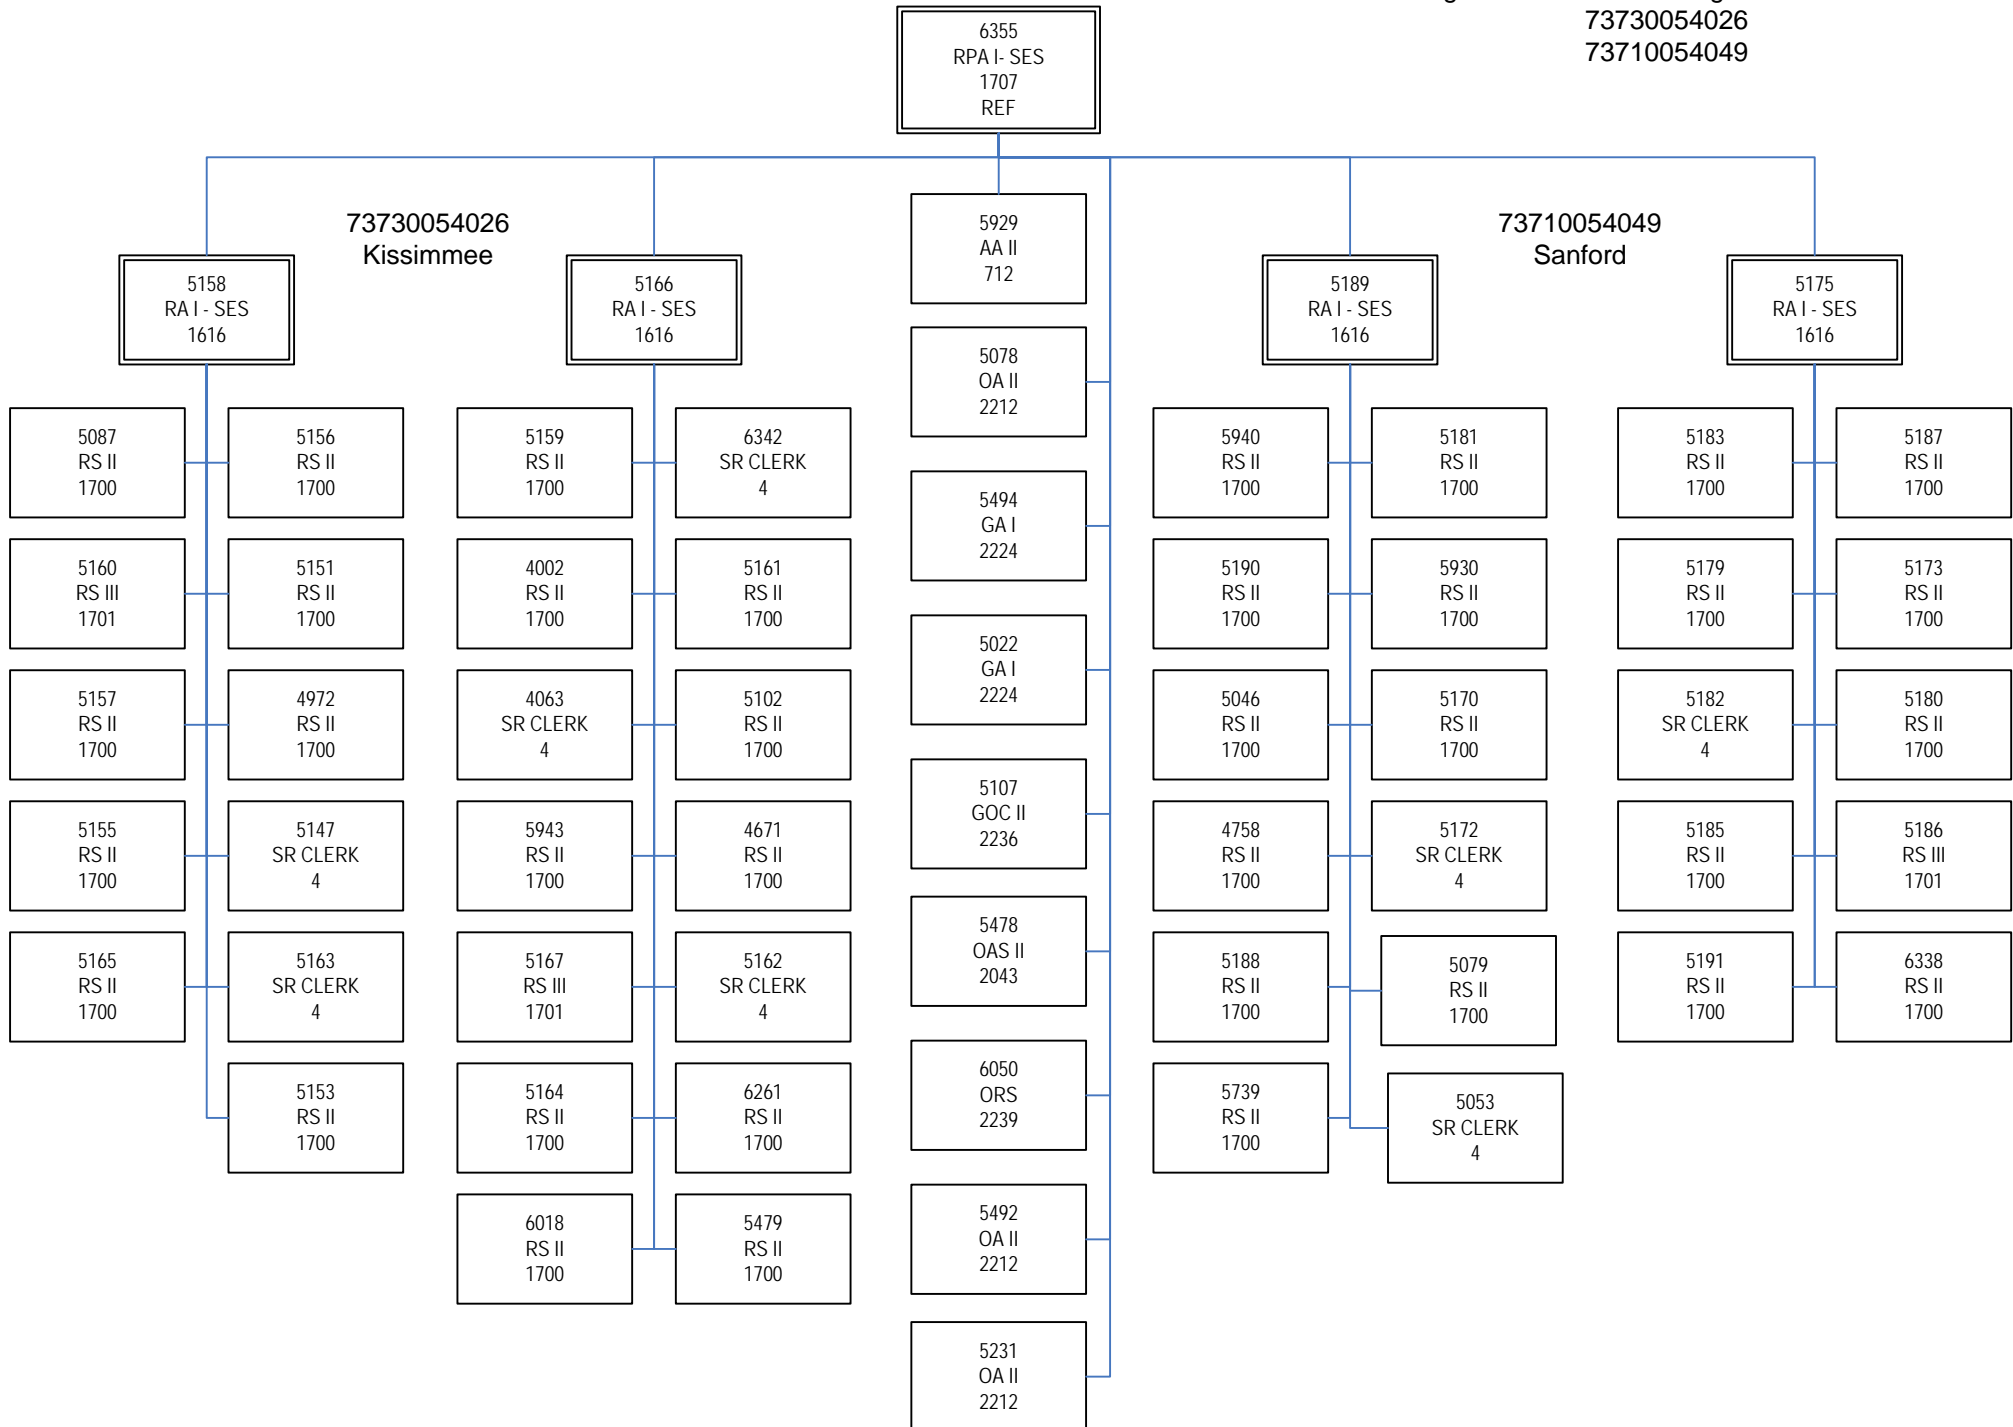 73730054026
73710054049
6355
RPA I- SES
1707
REF
73730054026
Kissimmee
73710054049
Sanford
5158
RA I - SES
1616
5166
RA I - SES
1616
5929
AA II
712
5189
RA I - SES
1616
5175
RA I - SES
1616
5087
RS II
1700
5156
RS II
1700
5160
RS III
1701
5151
RS II
1700
5157
RS II
1700
4972
RS II
1700
5155
RS II
1700
5147
SR CLERK
4
5165
RS II
1700
5163
SR CLERK
4
5153
RS II
1700
5159
RS II
1700
6342
SR CLERK
4
4002
RS II
1700
5161
RS II
1700
4063
SR CLERK
4
5102
RS II
1700
5943
RS II
1700
4671
RS II
1700
5167
RS III
1701
5162
SR CLERK
4
5164
RS II
1700
6261
RS II
1700
6018
RS II
1700
5479
RS II
1700
5078
OA II
2212
5494
GA I
2224
5022
GA I
2224
5107
GOC II
2236
5478
OAS II
2043
6050
ORS
2239
5492
OA II
2212
5231
OA II
2212
5940
RS II
1700
5181
RS II
1700
5190
RS II
1700
5930
RS II
1700
5046
RS II
1700
5170
RS II
1700
4758
RS II
1700
5172
SR CLERK
4
5188
RS II
1700
5079
RS II
1700
5739
RS II
1700
5053
SR CLERK
4
5183
RS II
1700
5187
RS II
1700
5179
RS II
1700
5173
RS II
1700
5182
SR CLERK
4
5180
RS II
1700
5185
RS II
1700
5186
RS III
1701
5191
RS II
1700
6338
RS II
1700